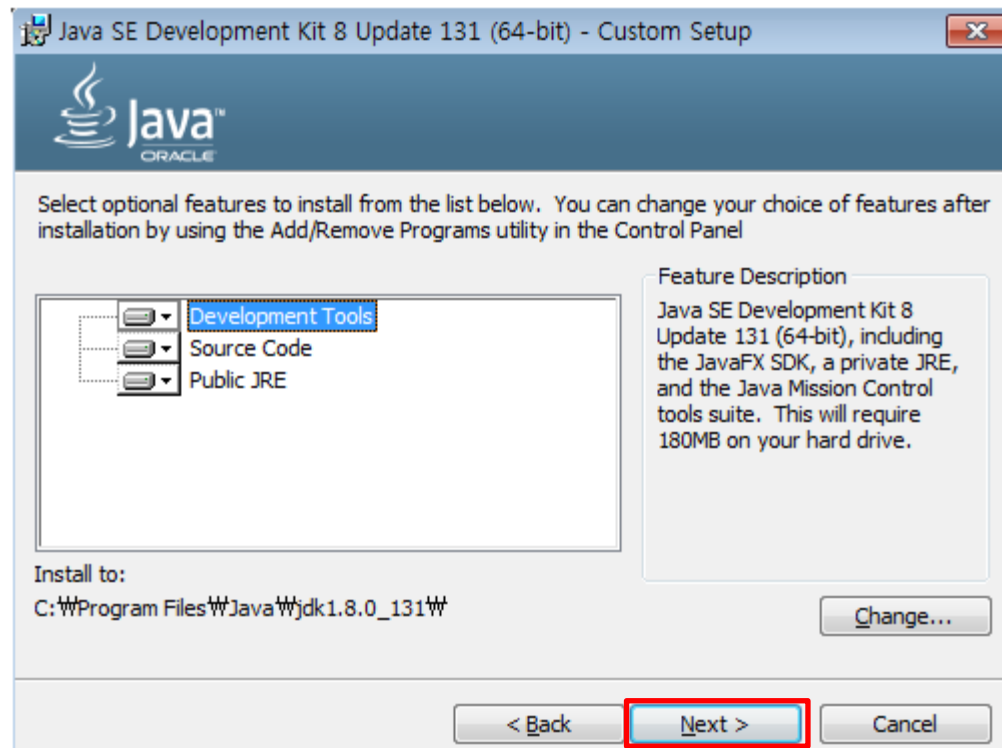 Java SE Development Kit 8 Update 131 (64-bit) - Custom Setup
Java™
ORACLE
Select optional features to install from the list below. You can change your choice of features after
installation by using the Add/Remove Programs utility in the Control Panel
Development Tools
Source Code
Public JRE
Feature Description
Java SE Development Kit 8
Update 131 (64-bit), including
the JavaFX SDK, a private JRE,
and the Java Mission Control
tools suite. This will require
180MB on your hard drive.
Install to:
C:₩Program Files₩Java₩jdk1.8.0_131₩
Change...
< Back
Next >
Cancel